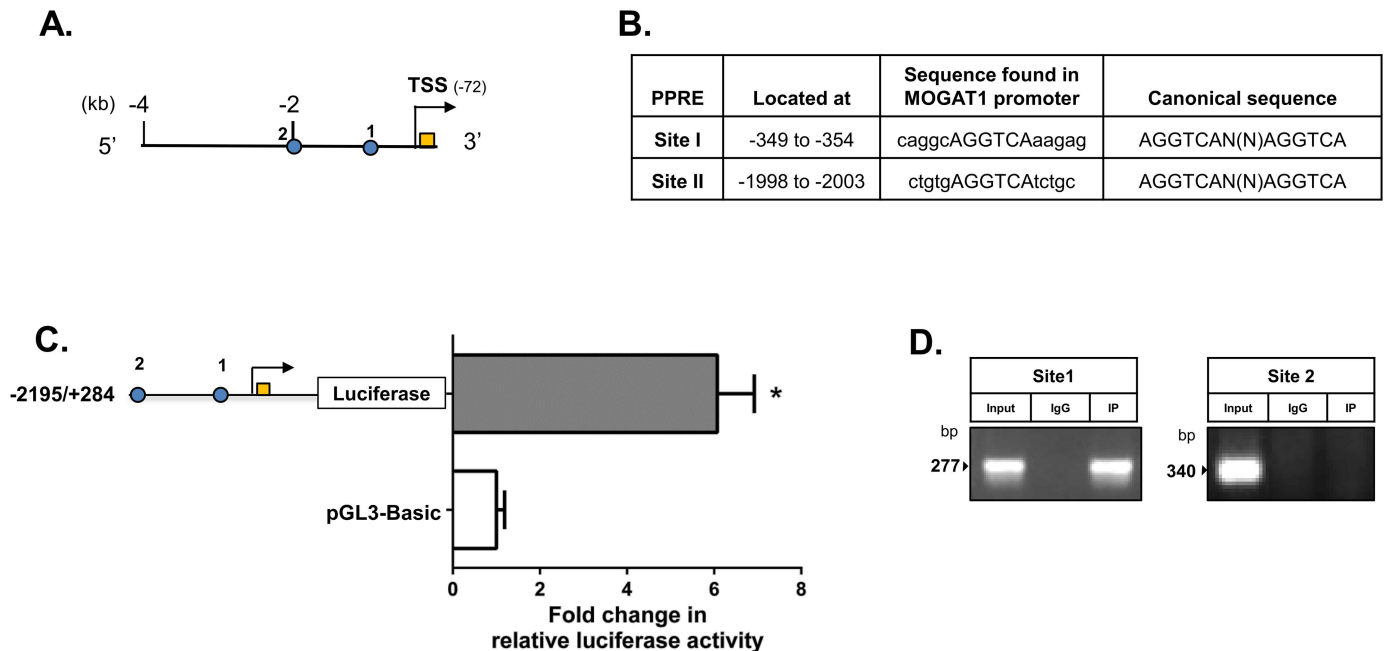 A.
TSS (-72)
(kb) -4 -2
2 1
5’ 3’
B.
PPRE Located at Sequence found in MOGAT1 promoter Canonical sequence
Site I -349 to -354 caggcAGGTCAaagag AGGTCAN(N)AGGTCA
Site II -1998 to -2003 ctgtgAGGTCAtctgc AGGTCAN(N)AGGTCA
C.
2 1
-2195/+284 Luciferase *
pGL3-Basic
0 2 4 6 8
Fold change in
relative luciferase activity
D.
Site1
Input IgG IP
bp
277
Site 2
Input IgG IP
bp
340